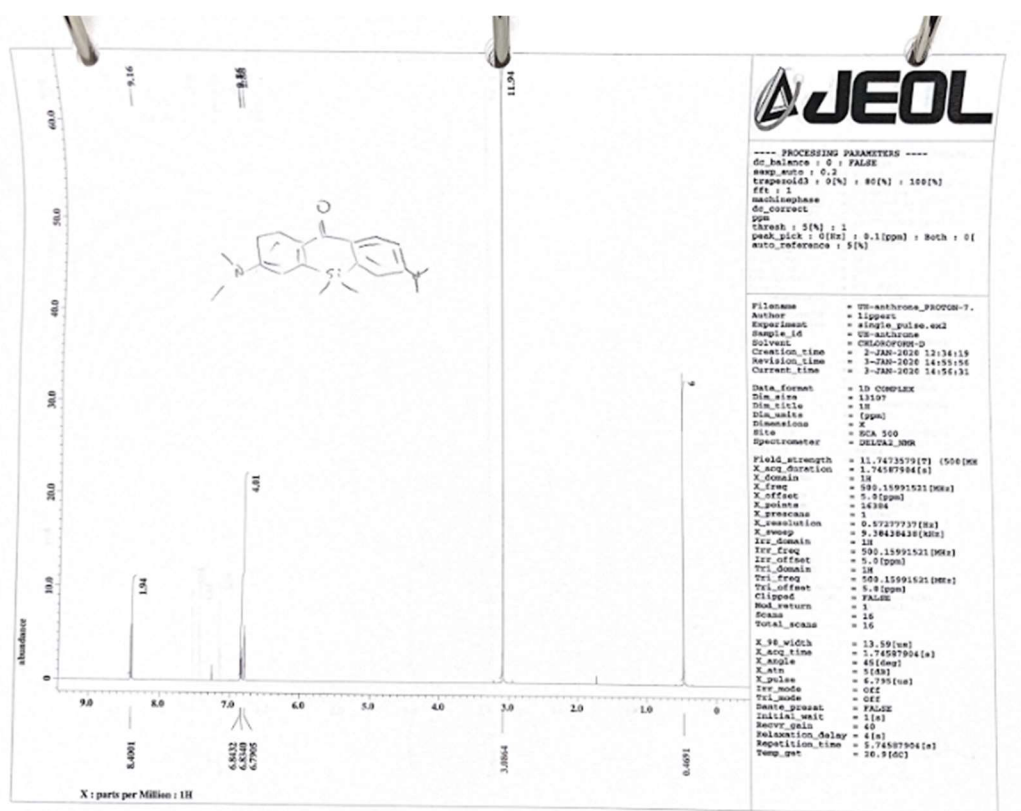 9.16
11.94
JEOL
---- PROCESSING PARAMETERS ----
dc_balance : 0 : FALSE
sexp_auto : 0.2
trapezoid3 : 0[%] : 80[%] : 100[%]
fft : 1
machinephase
dc_correct
ppm
thresh : 5[%] : 1
peak_pick : 0[Hz] : 0.1[ppm] : Both : 0[
auto_reference : 5[%]
O
N
Si
N
60.0
50.0
40.0
30.0
20.0
10.0
0
abundance
1.94
4.01
6
Filename = UH-anthrone_PROTON-7.
Author = lippert
Experiment = single_pulse.ex2
Sample_id = UH-anthrone
Solvent = CHLOROFORM-D
Creation_time = 2-JAN-2020 12:34:19
Revision_time = 3-JAN-2020 14:55:56
Current_time = 3-JAN-2020 14:56:31
Data_format = 1D COMPLEX
Dim_size = 13107
Dim_title = 1H
Dim_units = [ppm]
Dimensions = X
Site = ECA 500
Spectrometer = DELTA2_NMR
Field_strength = 11.7473579[T] (500[MH
X_acq_duration = 1.74587904[s]
X_domain = 1H
X_freq = 500.15991521[MHz]
X_offset = 5.0[ppm]
X_points = 16384
X_prescans = 1
X_resolution = 0.57277737[Hz]
X_sweep = 9.38438438[kHz]
Irr_domain = 1H
Irr_freq = 500.15991521[MHz]
Irr_offset = 5.0[ppm]
Tri_domain = 1H
Tri_freq = 500.15991521[MHz]
Tri_offset = 5.0[ppm]
Clipped = FALSE
Mod_return = 1
Scans = 16
Total_scans = 16
X_90_width = 13.59[us]
X_acq_time = 1.74587904[s]
X_angle = 45[deg]
X_atn = 5[dB]
X_pulse = 6.795[us]
Irr_mode = Off
Tri_mode = Off
Dante_presat = FALSE
Initial_wait = 1[s]
Recvr_gain = 40
Relaxation_delay = 4[s]
Repetition_time = 5.74587904[s]
Temp_get = 20.9[dC]
9.0 8.0 7.0 6.0 5.0 4.0 3.0 2.0 1.0 0
8.4001
6.8432
6.8340
6.7905
3.0864
0.4691
X : parts per Million : 1H